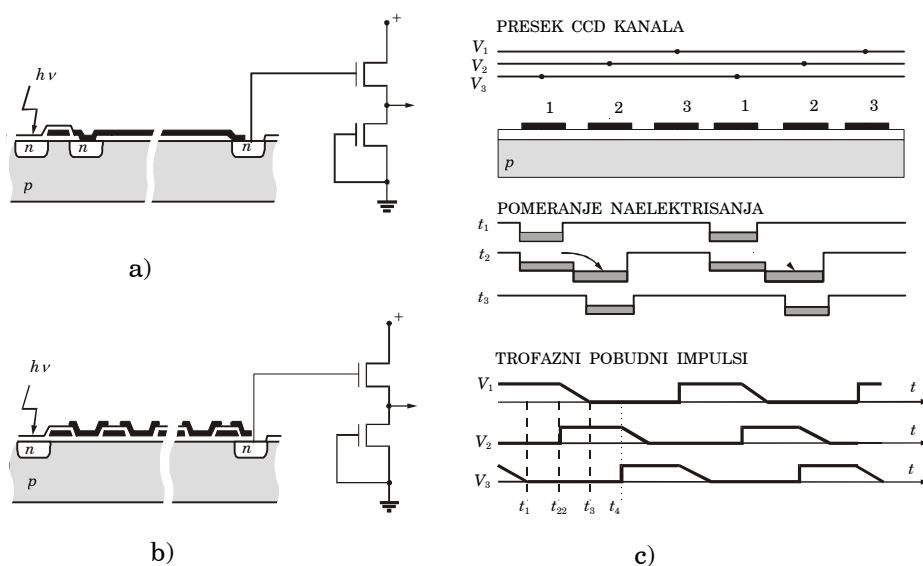 +
hν
n
n
n
p
a)
+
hν
n
n
p
b)
PRESEK CCD KANALA
V1
V2
V3
1 2 3 1 2 3
p
POMERANJE NAELEKTRISANJA
t1
t2
t3
TROFAZNI POBUDNI IMPULSI
V1 t
V2 t
V3 t
t1 t22 t3 t4
c)